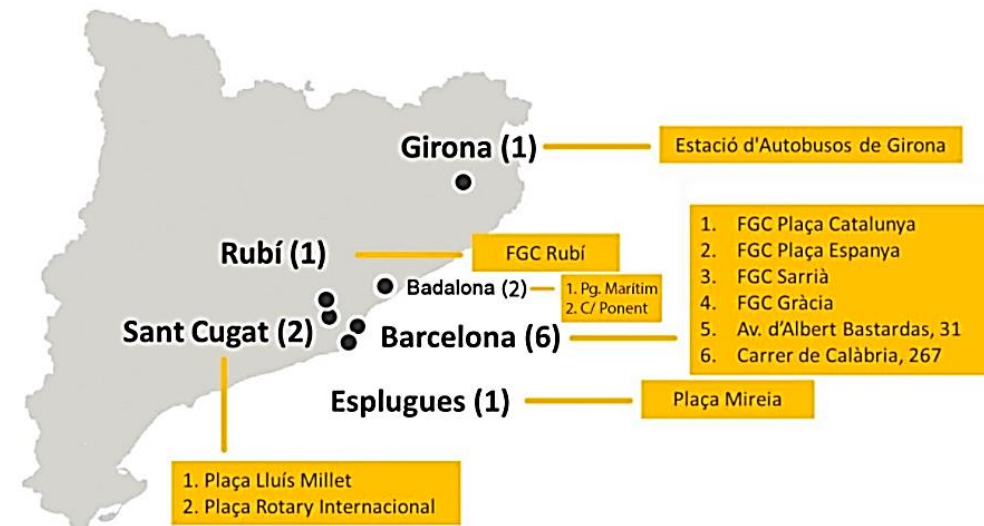 Girona (1)
Estació d'Autobusos de Girona
Rubí (1)
FGC Rubí
Badalona (2)
1. Pg. Marítim
2. C/ Ponent
Sant Cugat (2)
Barcelona (6)
1. FGC Plaça Catalunya
2. FGC Plaça Espanya
3. FGC Sarrià
4. FGC Gràcia
5. Av. d’Albert Bastardas, 31
6. Carrer de Calàbria, 267
Esplugues (1)
Plaça Mireia
1. Plaça Lluís Millet
2. Plaça Rotary Internacional